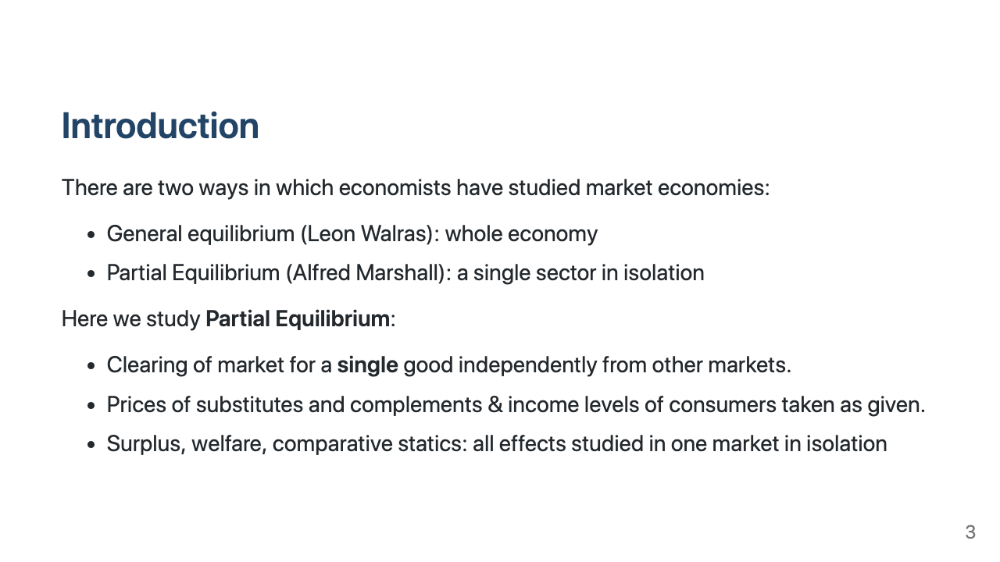 Introduction
There are two ways in which economists have studied market economies:
• General equilibrium (Leon Walras): whole economy
• Partial Equilibrium (Alfred Marshall): a single sector in isolation
Here we study Partial Equilibrium:
• Clearing of market for a single good independently from other markets.
• Prices of substitutes and complements & income levels of consumers taken as given.
• Surplus, welfare, comparative statics: all effects studied in one market in isolation
3